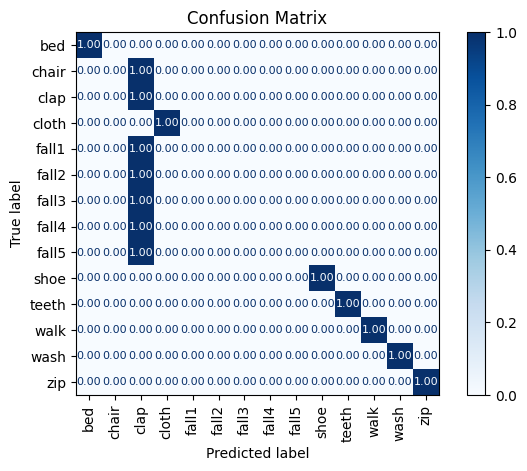 Confusion Matrix
bed 1.00 0.00 0.00 0.00 0.00 0.00 0.00 0.00 0.00 0.00 0.00 0.00 0.00 0.00
chair 0.00 0.00 1.00 0.00 0.00 0.00 0.00 0.00 0.00 0.00 0.00 0.00 0.00 0.00
clap 0.00 0.00 1.00 0.00 0.00 0.00 0.00 0.00 0.00 0.00 0.00 0.00 0.00 0.00
cloth 0.00 0.00 0.00 1.00 0.00 0.00 0.00 0.00 0.00 0.00 0.00 0.00 0.00 0.00
fall1 0.00 0.00 1.00 0.00 0.00 0.00 0.00 0.00 0.00 0.00 0.00 0.00 0.00 0.00
fall2 0.00 0.00 1.00 0.00 0.00 0.00 0.00 0.00 0.00 0.00 0.00 0.00 0.00 0.00
fall3 0.00 0.00 1.00 0.00 0.00 0.00 0.00 0.00 0.00 0.00 0.00 0.00 0.00 0.00
fall4 0.00 0.00 1.00 0.00 0.00 0.00 0.00 0.00 0.00 0.00 0.00 0.00 0.00 0.00
fall5 0.00 0.00 1.00 0.00 0.00 0.00 0.00 0.00 0.00 0.00 0.00 0.00 0.00 0.00
shoe 0.00 0.00 0.00 0.00 0.00 0.00 0.00 0.00 0.00 1.00 0.00 0.00 0.00 0.00
teeth 0.00 0.00 0.00 0.00 0.00 0.00 0.00 0.00 0.00 0.00 1.00 0.00 0.00 0.00
walk 0.00 0.00 0.00 0.00 0.00 0.00 0.00 0.00 0.00 0.00 0.00 1.00 0.00 0.00
wash 0.00 0.00 0.00 0.00 0.00 0.00 0.00 0.00 0.00 0.00 0.00 0.00 1.00 0.00
zip 0.00 0.00 0.00 0.00 0.00 0.00 0.00 0.00 0.00 0.00 0.00 0.00 0.00 1.00
True label
bed chair clap cloth fall1 fall2 fall3 fall4 fall5 shoe teeth walk wash zip
Predicted label
1.0
0.8
0.6
0.4
0.2
0.0